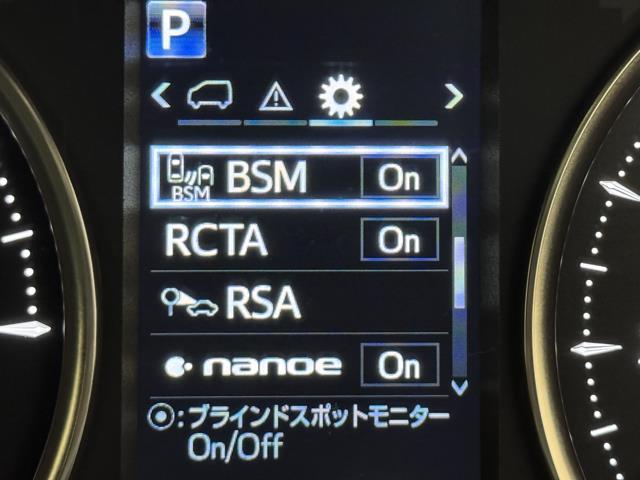 P
BSM BSM On
RCTA On
RSA
nanoe On
:ブラインドスポットモニター
On/Off